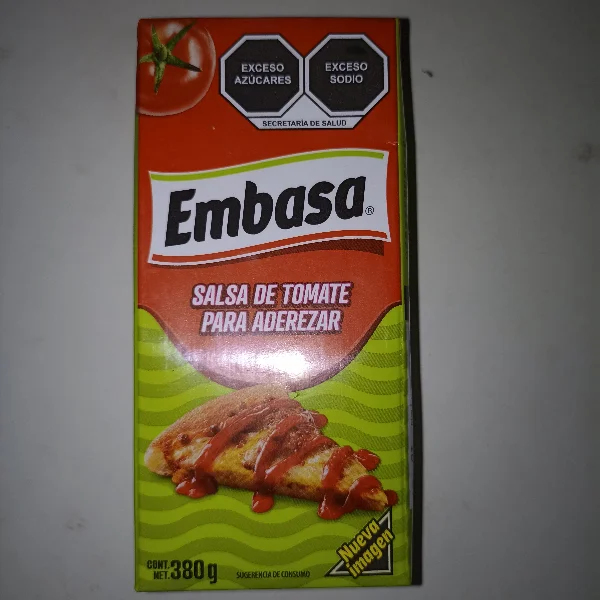 EXCESO
AZÚCARES
EXCESO
SODIO
SECRETARÍA DE SALUD
Embasa®
SALSA DE TOMATE
PARA ADEREZAR
Nueva
imagen
CONT.
NET. 380 g
SUGERENCIA DE CONSUMO